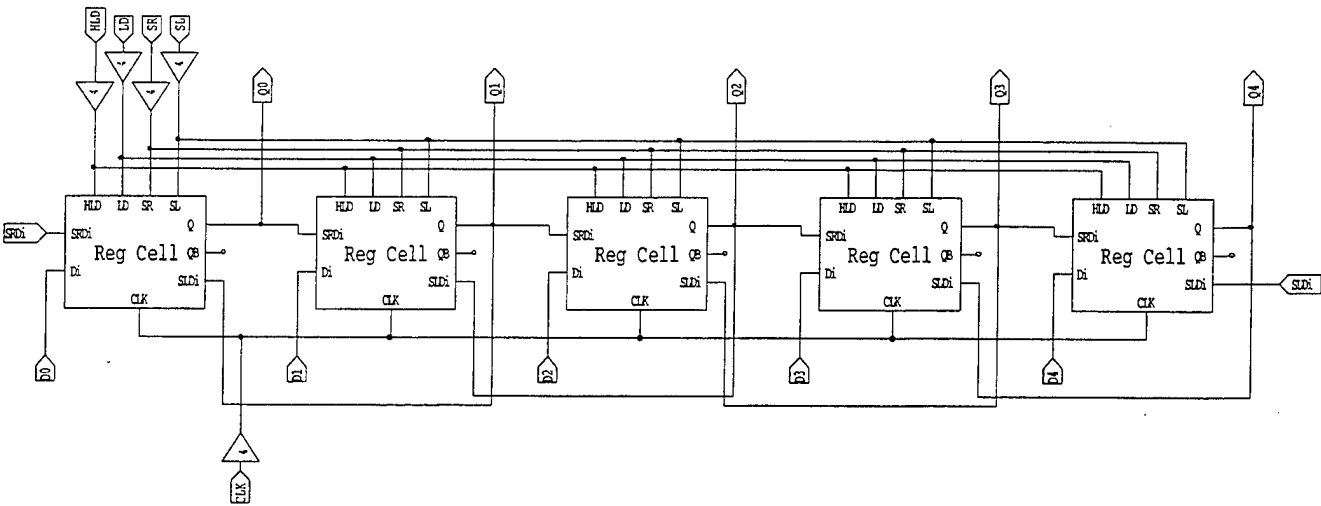 HLD LD SR SL
Q0 Q1 Q2 Q3 Q4
HLD LD SR SL
SRDi
Q
Reg Cell
QB
Di
SLDi
CLK
HLD LD SR SL
SRDi
Q
Reg Cell
QB
Di
SLDi
CLK
HLD LD SR SL
SRDi
Q
Reg Cell
QB
Di
SLDi
CLK
HLD LD SR SL
SRDi
Q
Reg Cell
QB
Di
SLDi
CLK
HLD LD SR SL
SRDi
Q
Reg Cell
QB
Di
SLDi
CLK
SRDi
SLDi
D0 D1 D2 D3 D4
CLK